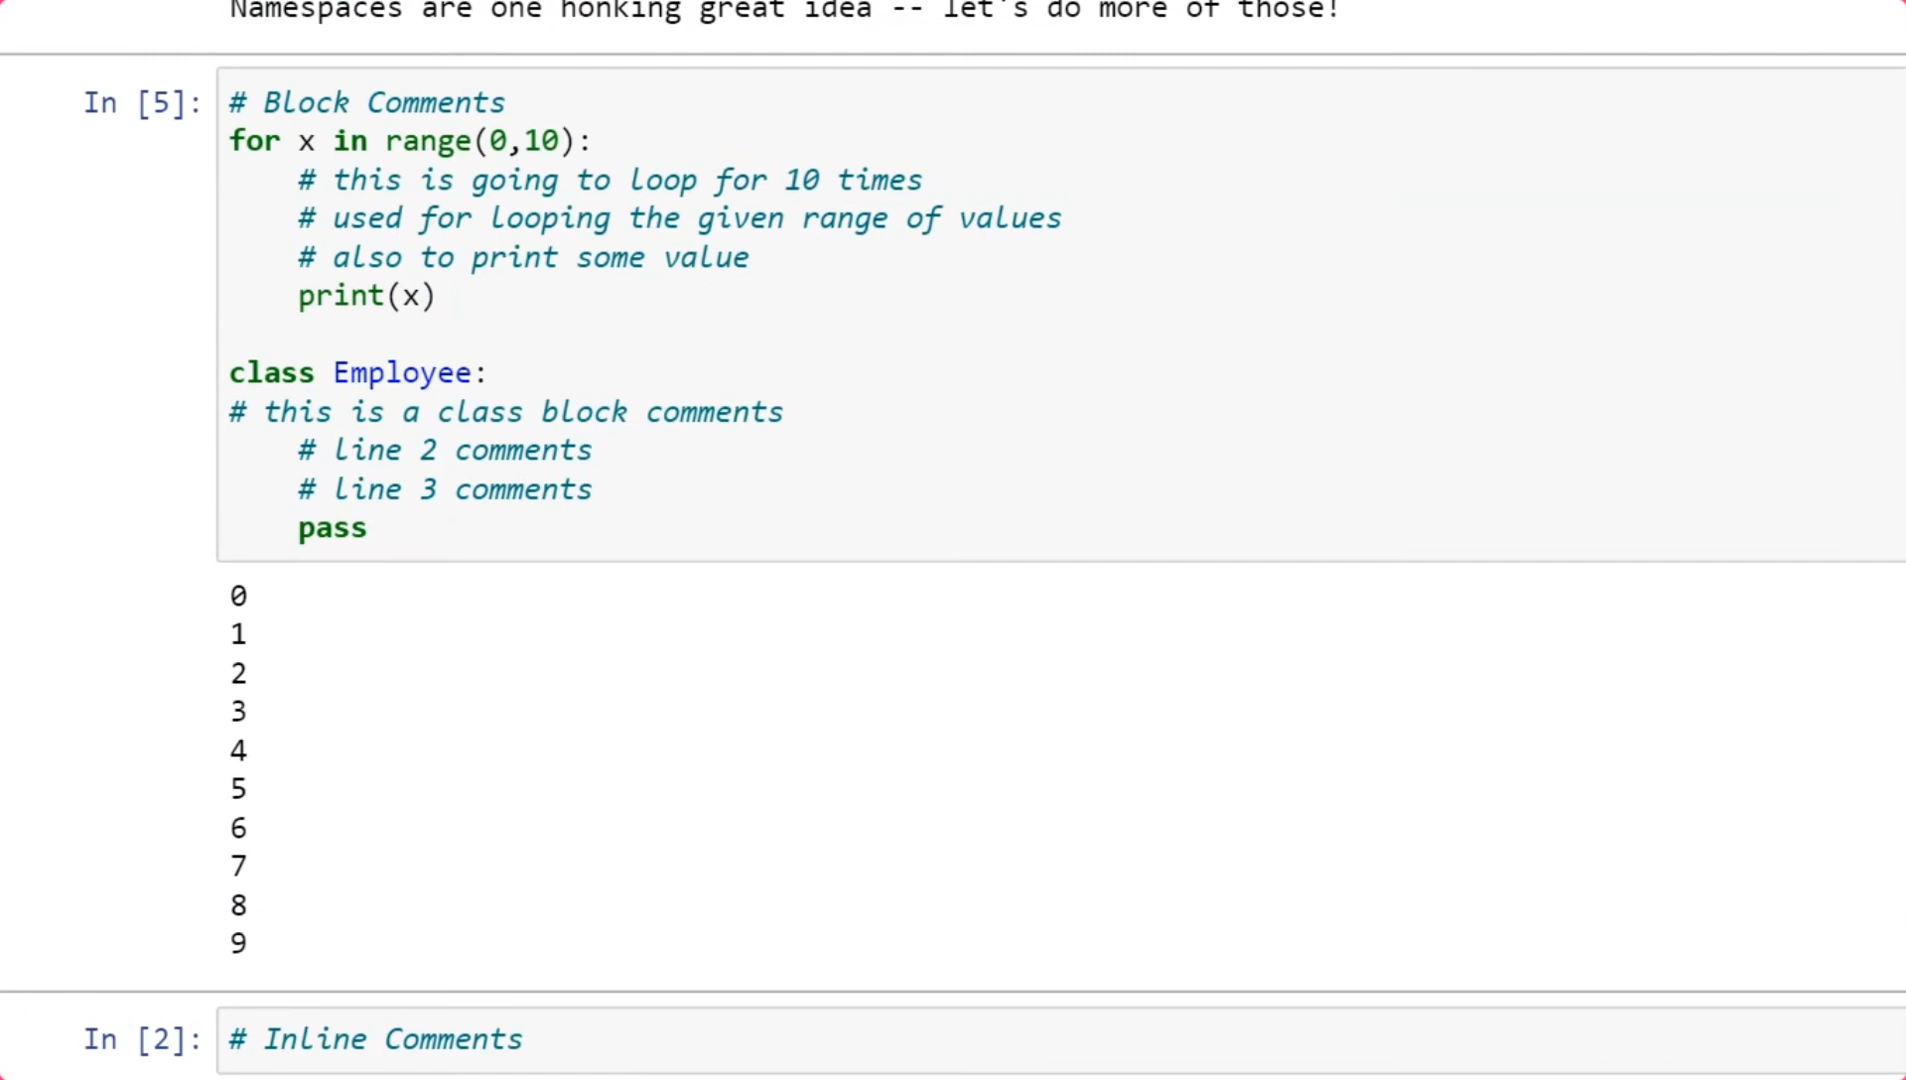 Namespaces are one honking great idea -- let's do more of those!
In [5]:
# Block Comments
for x in range(0,10):
    # this is going to loop for 10 times
    # used for looping the given range of values
    # also to print some value
    print(x)

class Employee:
# this is a class block comments
    # line 2 comments
    # line 3 comments
    pass
0
1
2
3
4
5
6
7
8
9
In [2]:
# Inline Comments